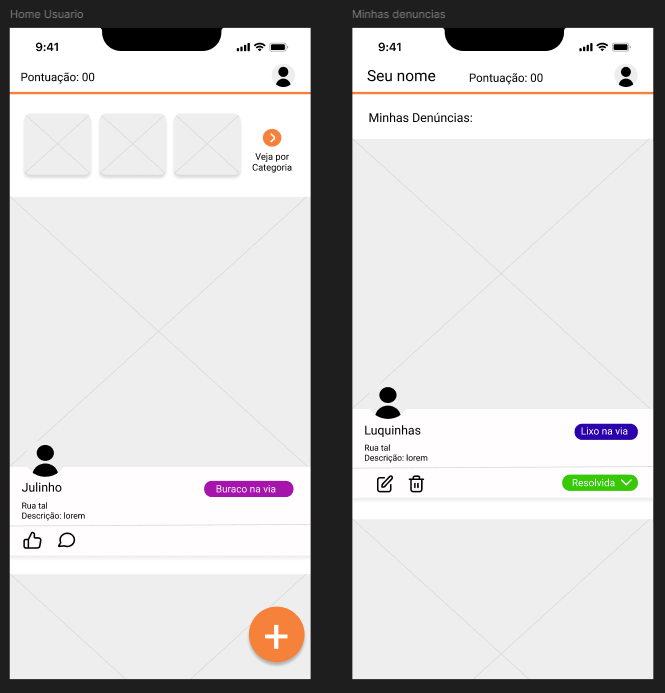 Home Usuario
9:41
Pontuação: 00
Veja por
Categoria
Julinho
Buraco na via
Rua tal
Descrição: lorem
Minhas denuncias
9:41
Seu nome
Pontuação: 00
Minhas Denúncias:
Luquinhas
Lixo na via
Rua tal
Descrição: lorem
Resolvida